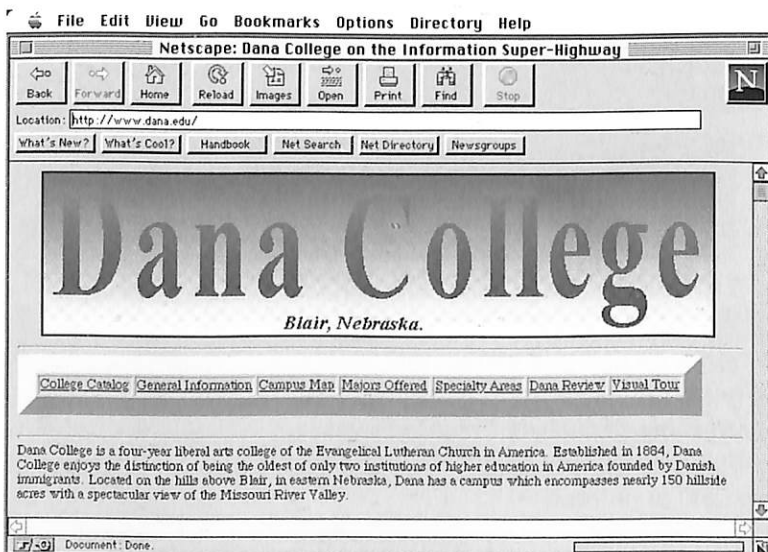 File Edit View Go Bookmarks Options Directory Help
Netscape: Dana College on the Information Super-Highway
Back Forward Home Reload Images Open Print Find Stop
N
Location: http://www.dana.edu/
What's New? What's Cool? Handbook Net Search Net Directory Newsgroups
Dana College
Blair, Nebraska.
College Catalog General Information Campus Map Majors Offered Specialty Areas Dana Review Visual Tour
Dana College is a four-year liberal arts college of the Evangelical Lutheran Church in America. Established in 1884, Dana
College enjoys the distinction of being the oldest of only two institutions of higher education in America founded by Danish
immigrants. Located on the hills above Blair, in eastern Nebraska, Dana has a campus which encompasses nearly 150 hillside
acres with a spectacular view of the Missouri River Valley.
Document: Done.